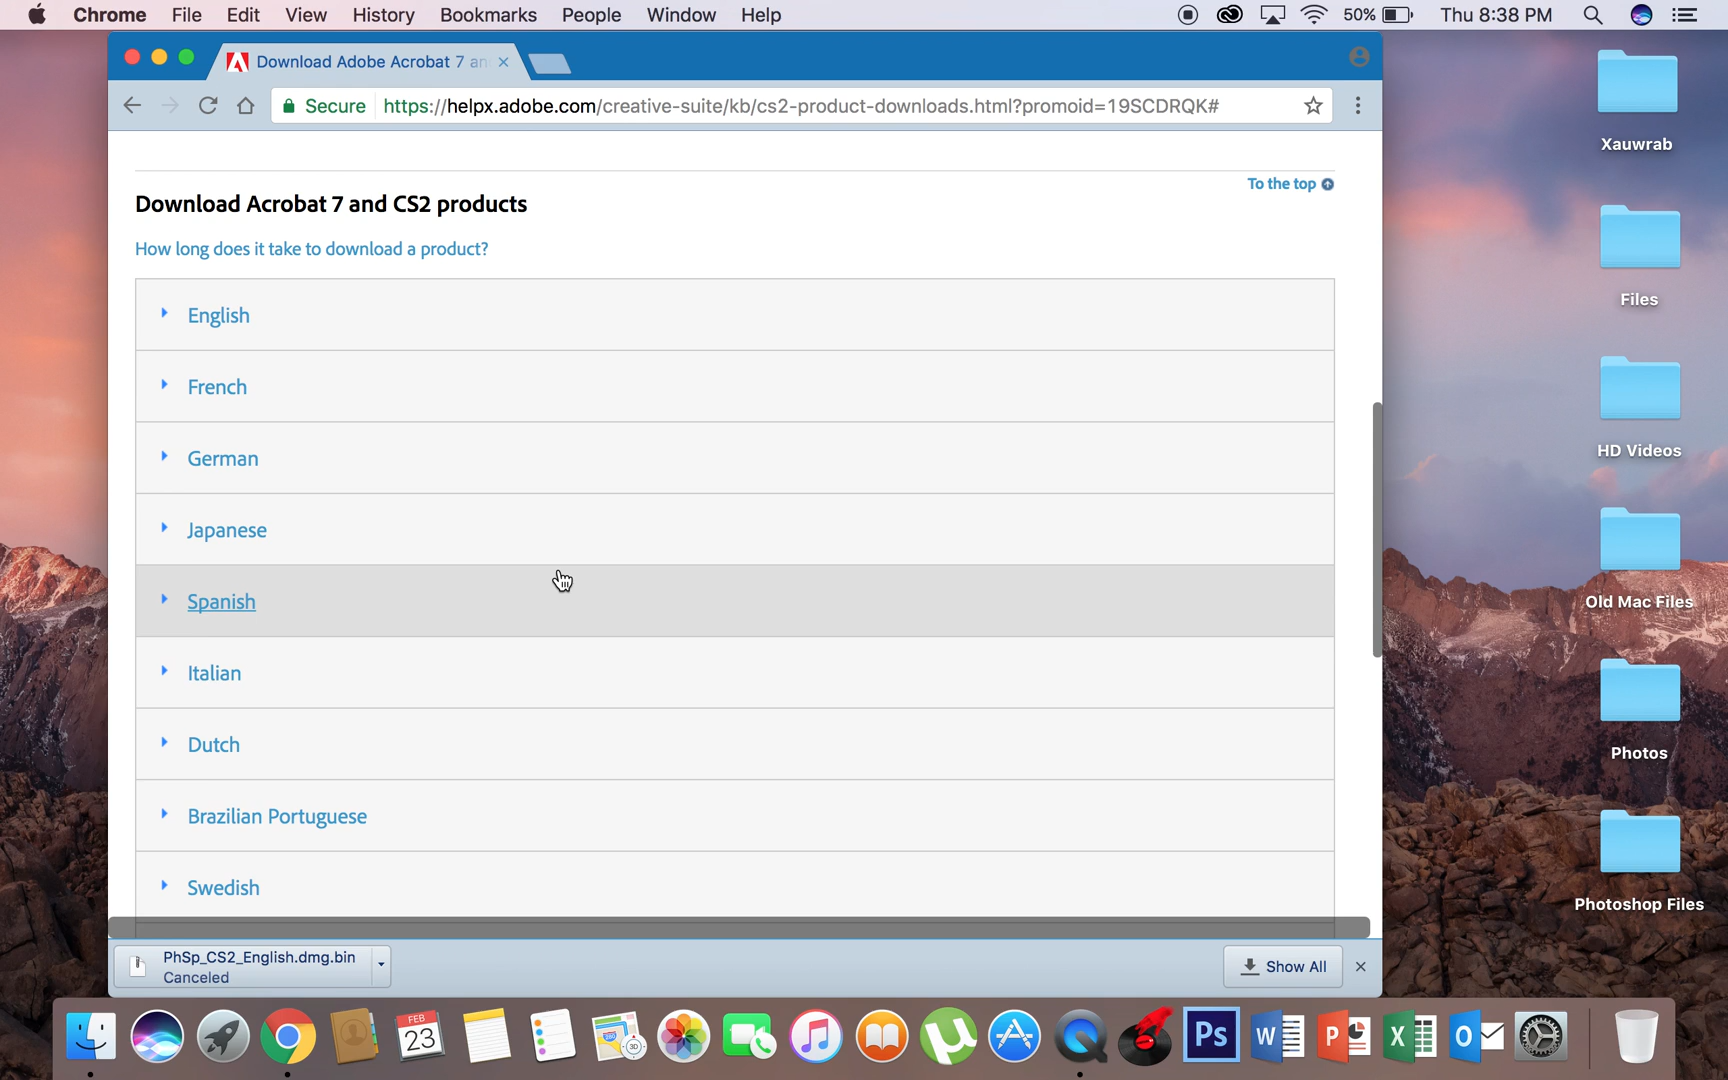 Chrome File Edit View History Bookmarks People Window Help 50% Thu 8:38 PM
Download Adobe Acrobat 7 an
Secure https://helpx.adobe.com/creative-suite/kb/cs2-product-downloads.html?promoid=19SCDRQK#
To the top
Download Acrobat 7 and CS2 products
How long does it take to download a product?
English
French
German
Japanese
Spanish
Italian
Dutch
Brazilian Portuguese
Swedish
PhSp_CS2_English.dmg.bin
Canceled
Show All
Xauwrab
Files
HD Videos
Old Mac Files
Photos
Photoshop Files
FEB
23
3D
Ps
W
P
X
O